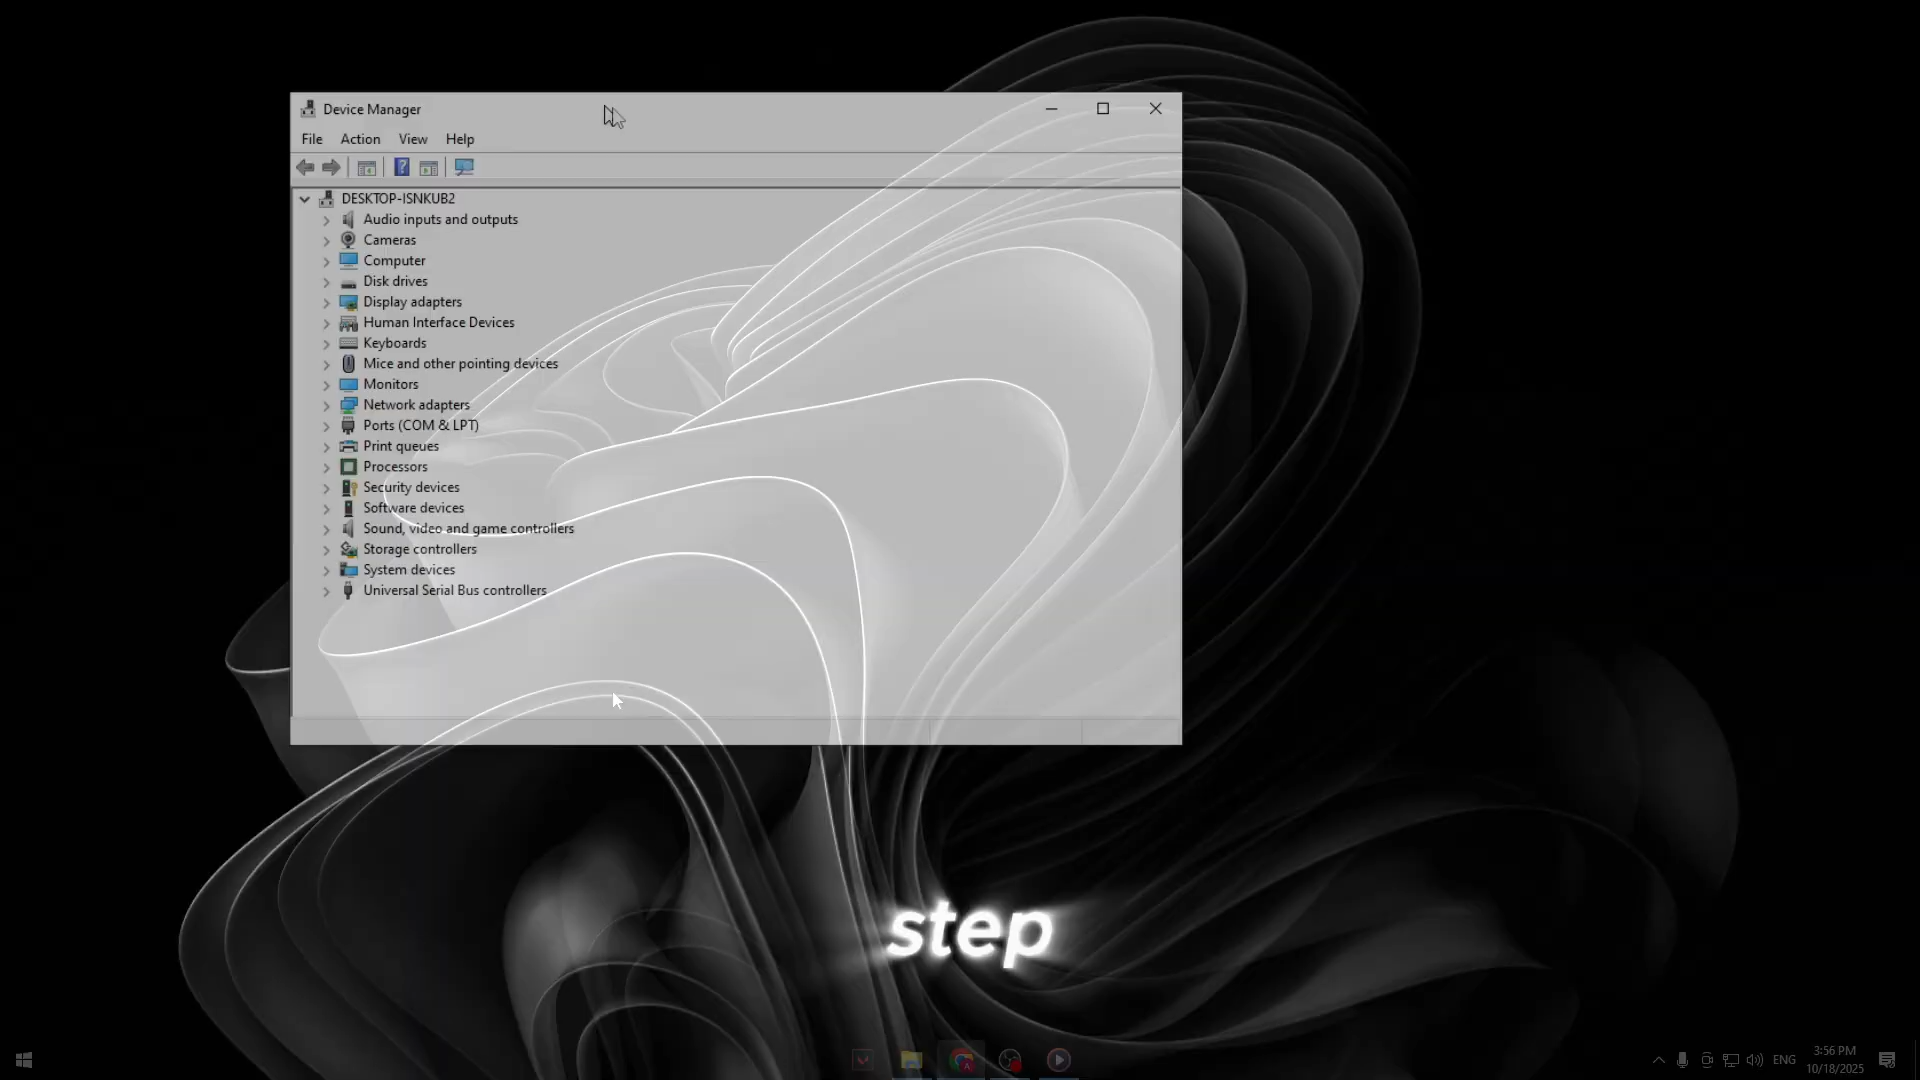 Device Manager
File Action View Help
DESKTOP-ISNKUB2
Audio inputs and outputs
Cameras
Computer
Disk drives
Display adapters
Human Interface Devices
Keyboards
Mice and other pointing devices
Monitors
Network adapters
Ports (COM & LPT)
Print queues
Processors
Security devices
Software devices
Sound, video and game controllers
Storage controllers
System devices
Universal Serial Bus controllers
step
ENG
3:56 PM
10/18/2025